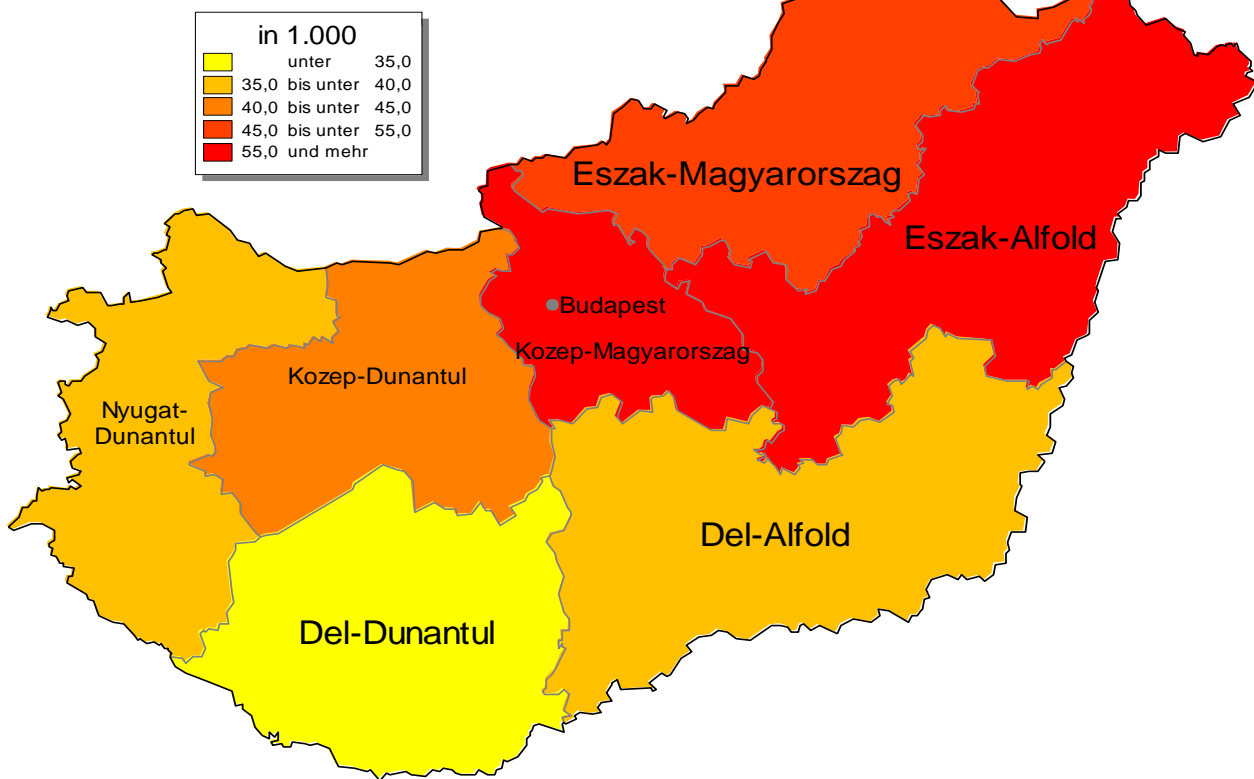 in 1.000
unter 35,0
35,0 bis unter 40,0
40,0 bis unter 45,0
45,0 bis unter 55,0
55,0 und mehr
Eszak-Magyarorszag
Eszak-Alfold
Budapest
Kozep-Magyarorszag
Kozep-Dunantul
Nyugat-
Dunantul
Del-Alfold
Del-Dunantul